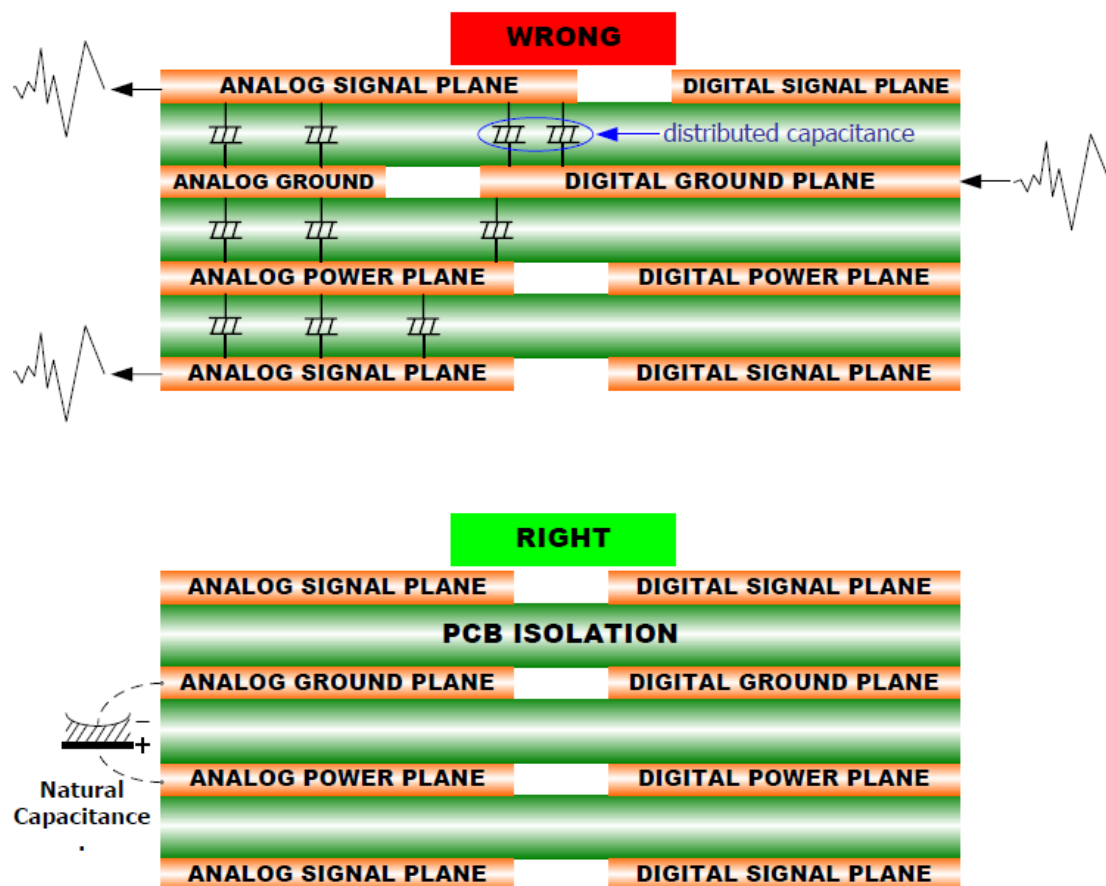 WRONG
ANALOG SIGNAL PLANE DIGITAL SIGNAL PLANE
distributed capacitance
ANALOG GROUND DIGITAL GROUND PLANE
ANALOG POWER PLANE DIGITAL POWER PLANE
ANALOG SIGNAL PLANE DIGITAL SIGNAL PLANE
RIGHT
ANALOG SIGNAL PLANE DIGITAL SIGNAL PLANE
PCB ISOLATION
ANALOG GROUND PLANE DIGITAL GROUND PLANE
−
+
ANALOG POWER PLANE DIGITAL POWER PLANE
Natural
Capacitance
.
ANALOG SIGNAL PLANE DIGITAL SIGNAL PLANE